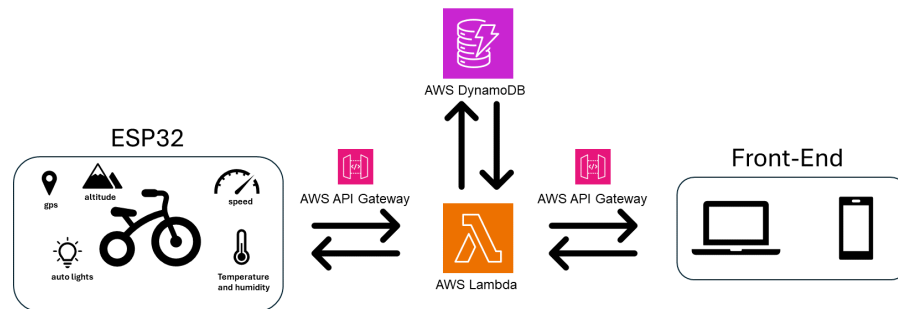 AWS DynamoDB
ESP32
gps
altitude
speed
auto lights
Temperature
and humidity
AWS API Gateway
AWS Lambda
AWS API Gateway
Front-End